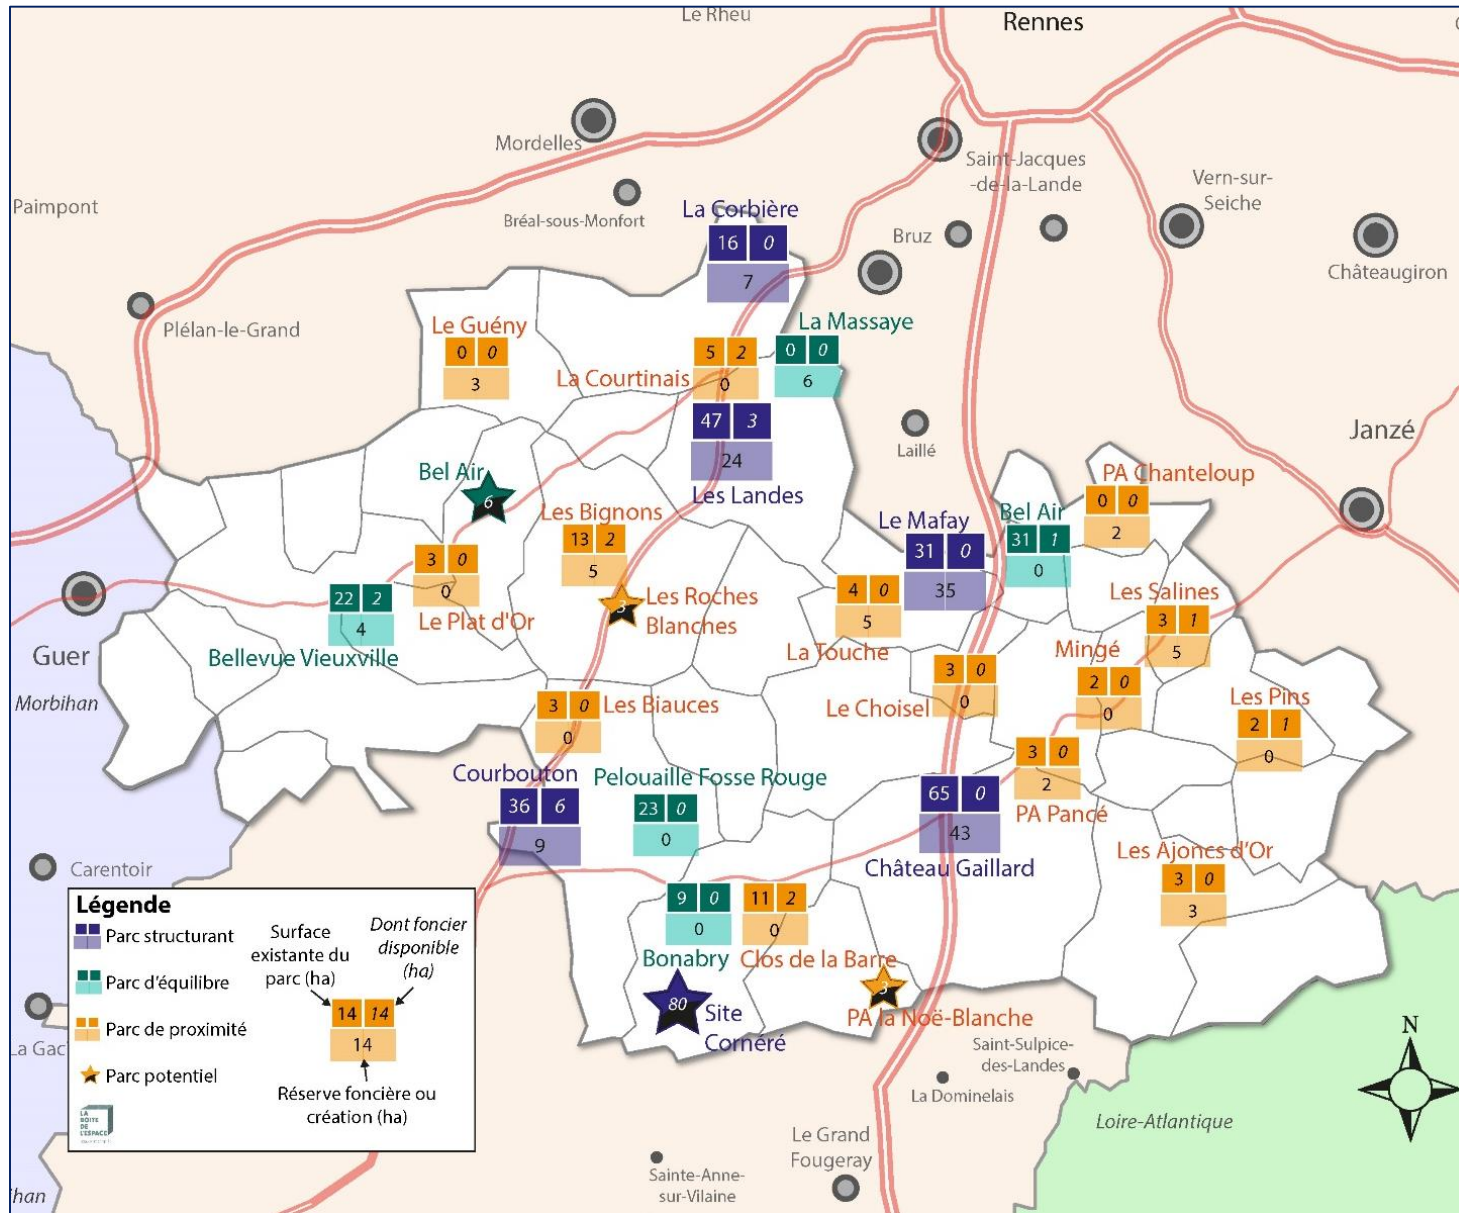 Le Rheu
Rennes
Mordelles
Saint-Jacques
-de-la-Lande
Vern-sur-
Seiche
Paimpont
Bréal-sous-Monfort
La Corbière
16 0
7
Bruz
Châteaugiron
Plélan-le-Grand
Le Guény
0 0
3
La Courtinais
5 2
0
La Massaye
0 0
6
47 3
24
Les Landes
Laillé
Janzé
Bel Air
6
Les Bignons
13 2
5
Le Mafay
31 0
35
Bel Air
31 1
0
PA Chanteloup
0 0
2
3 0
0
Le Plat d'Or
22 2
4
Bellevue Vieuxville
3
Les Roches
Blanches
4 0
5
La Touche
Les Salines
3 1
5
Guer
Morbihan
Mingé
2 0
0
Les Pins
2 1
0
3 0
0
Les Biauces
Le Choisel
3 0
0
3 0
2
PA Pancé
Courbouton
36 6
9
Pelouaille Fosse Rouge
23 0
0
65 0
43
Château Gaillard
Les Ajoncs d'Or
3 0
3
Carentoir
9 0
0
Bonabry
11 2
0
Clos de la Barre
80
Site
Cornéré
3
PA la Noë-Blanche
Légende
Parc structurant
Parc d'équilibre
Parc de proximité
Parc potentiel
Surface
existante du
parc (ha)
Dont foncier
disponible
(ha)
14 14
14
Réserve foncière ou
création (ha)
LA
BOITE
DE
L'ESPACE
La Gac
Saint-Sulpice-
des-Landes
La Dominelais
N
Loire-Atlantique
Le Grand
Fougeray
Sainte-Anne-
sur-Vilaine
ihan